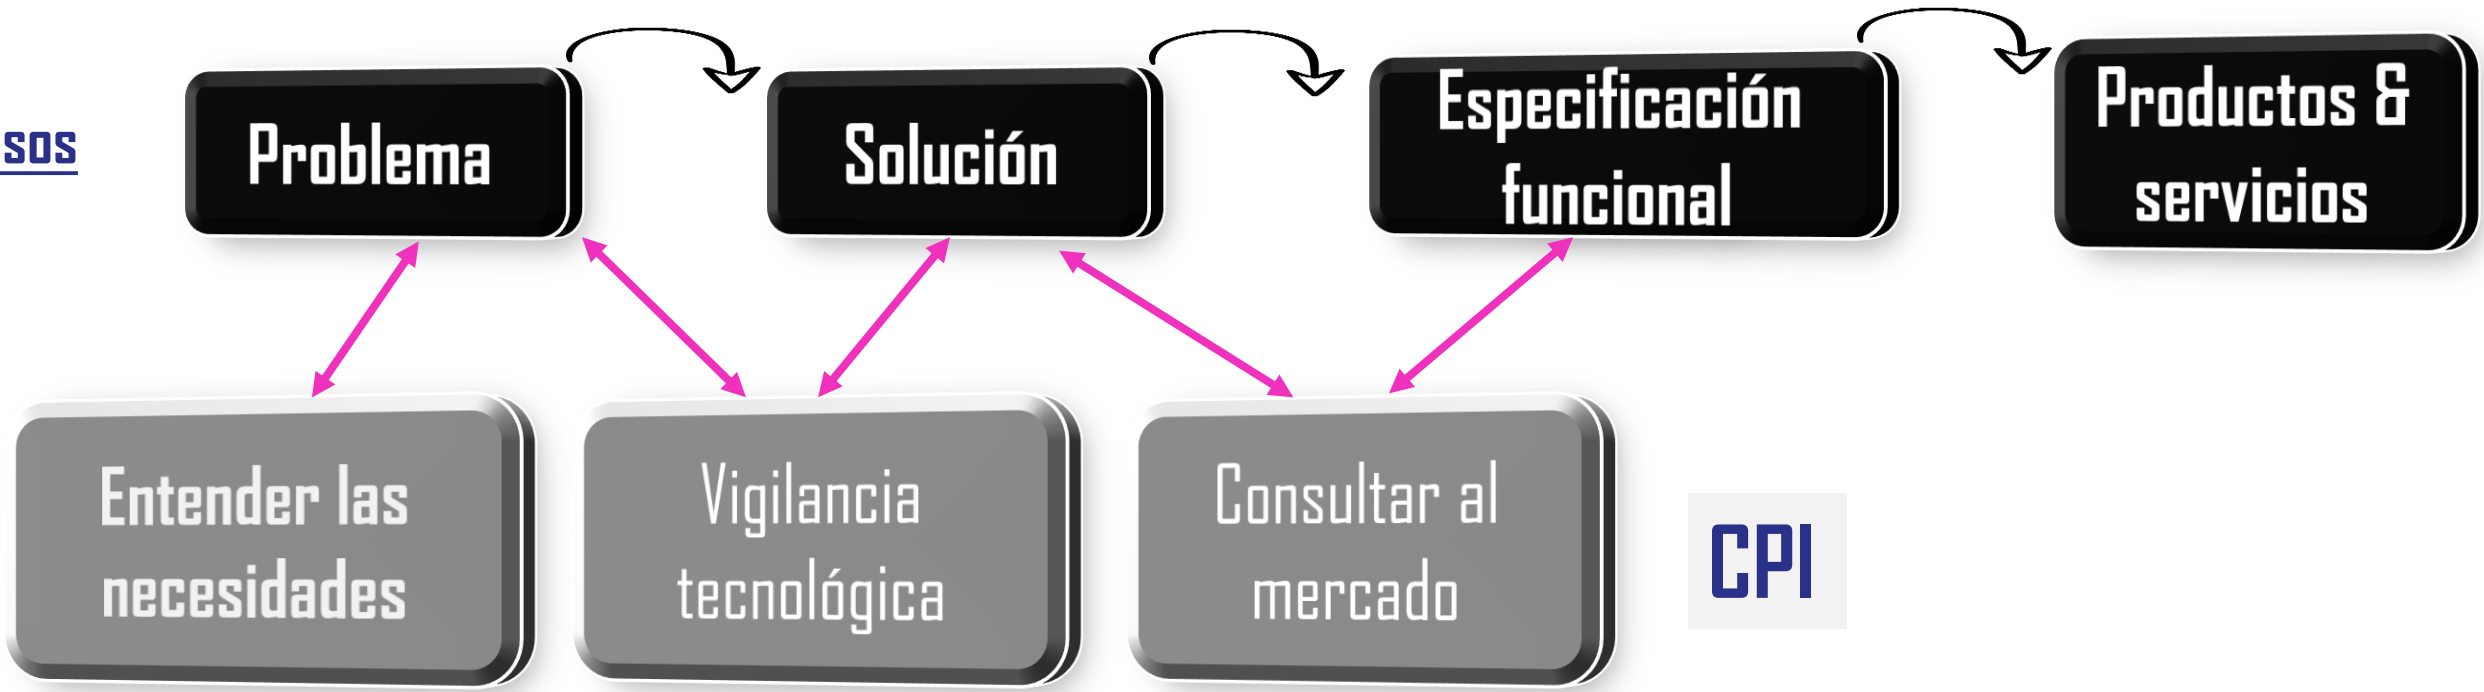 sos
Problema
Solución
Especificación
funcional
Productos &
servicios
Entender las
necesidades
Vigilancia
tecnológica
Consultar al
mercado
CPI